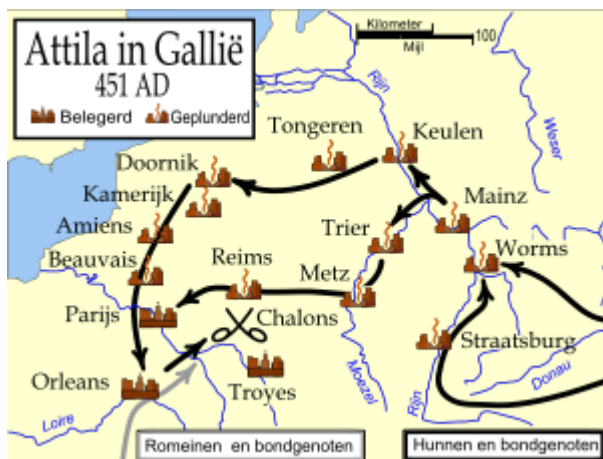 Attila in Gallië
451 AD
Belegerd
Geplunderd
Kilometer
100
Mijl
Rijn
Weser
Tongeren
Keulen
Doornik
Kamerijk
Mainz
Amiens
Trier
Beauvais
Reims
Metz
Worms
Parijs
Chalons
Straatsburg
Orleans
Troyes
Moezel
Rijn
Donau
Loire
Romeinen en bondgenoten
Hunnen en bondgenoten